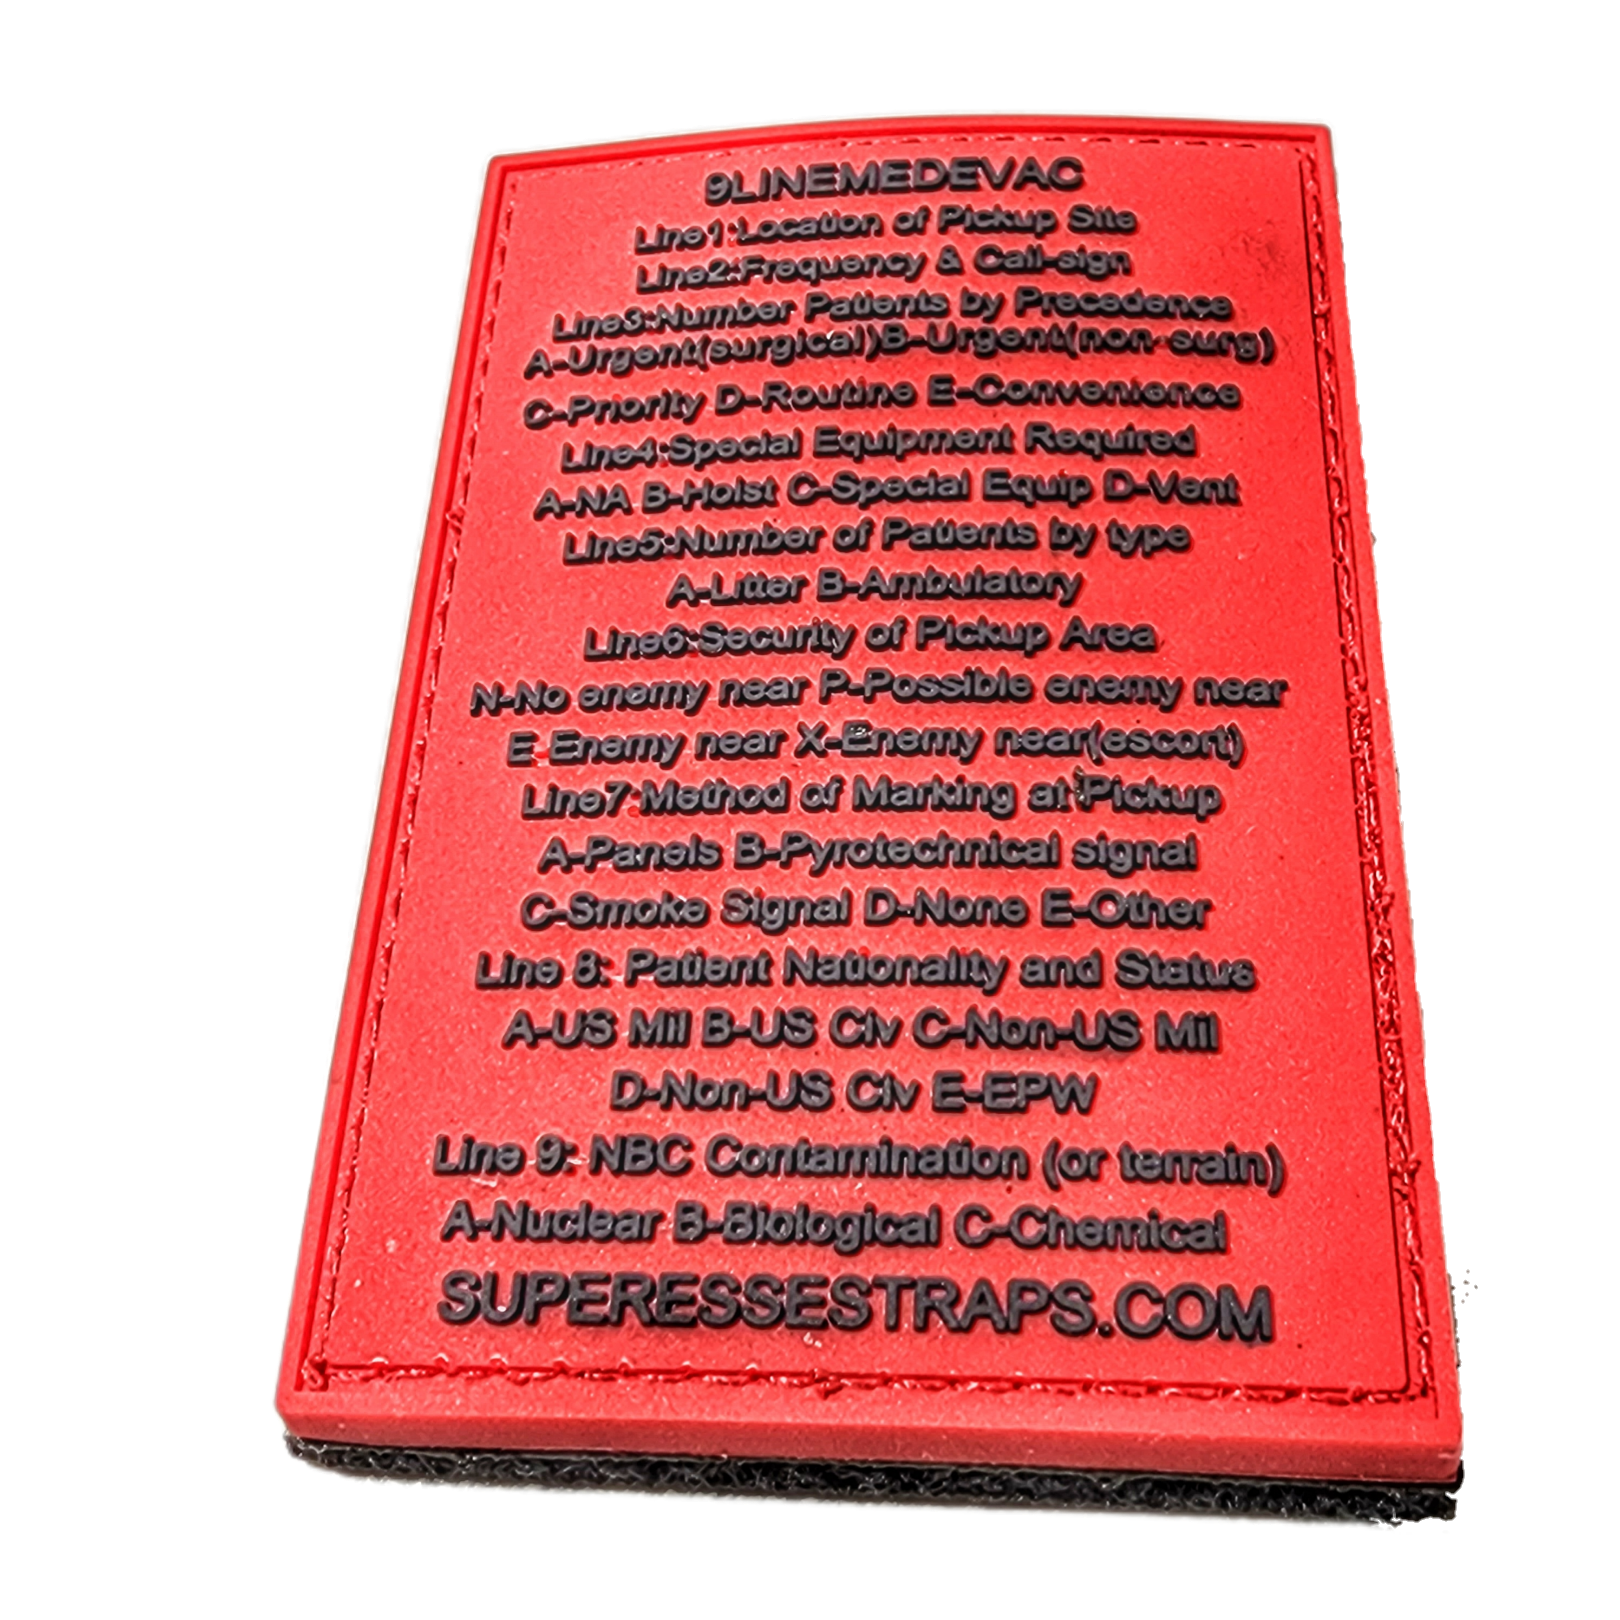 9LINEMEDEVAC
Line1:Location of Pickup Site
Line2:Frequency & Call-sign
Line3:Number Patients by Precedence
A-Urgent(surgical)B-Urgent(non surg)
C-Priority D-Routine E-Convenience
Line4:Special Equipment Required
A-NA B-Hoist C-Special Equip D-Vent
Line5:Number of Patients by type
A-Litter B-Ambulatory
Line6:Security of Pickup Area
N-No enemy near P-Possible enemy near
E-Enemy near X-Enemy near(escort)
Line7:Method of Marking at Pickup
A-Panels B-Pyrotechnical signal
C-Smoke Signal D-None E-Other
Line 8: Patient Nationality and Status
A-US Mil B-US Civ C-Non-US Mil
D-Non-US Civ E-EPW
Line 9: NBC Contamination (or terrain)
A-Nuclear B-Biological C-Chemical
SUPERESSESTRAPS.COM